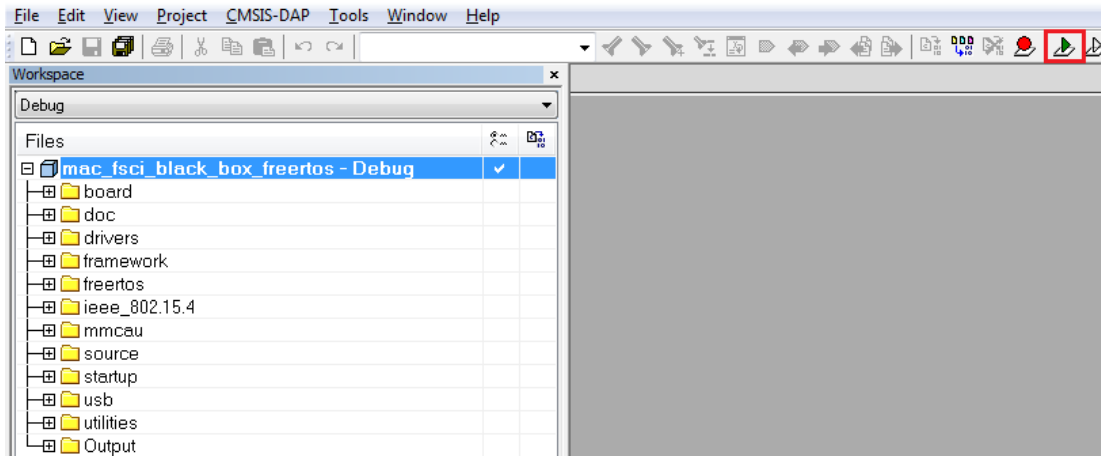 File Edit View Project CMSIS-DAP Tools Window Help
Workspace
Debug
Files
mac_fsci_black_box_freertos - Debug
board
doc
drivers
framework
freertos
ieee_802.15.4
mmcau
source
startup
usb
utilities
Output